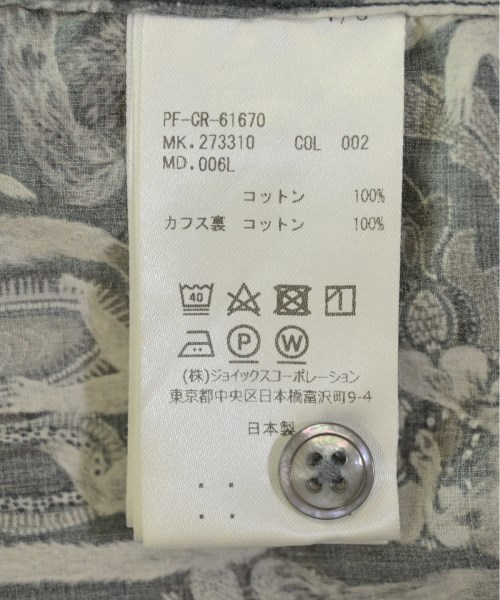 PF-CR-61670
MK.273310 COL 002
MD.006L
コットン 100%
カフス裏 コットン 100%
40
P W
(株)ジョイックスコーポレーション
東京都中央区日本橋富沢町9-4
日本製